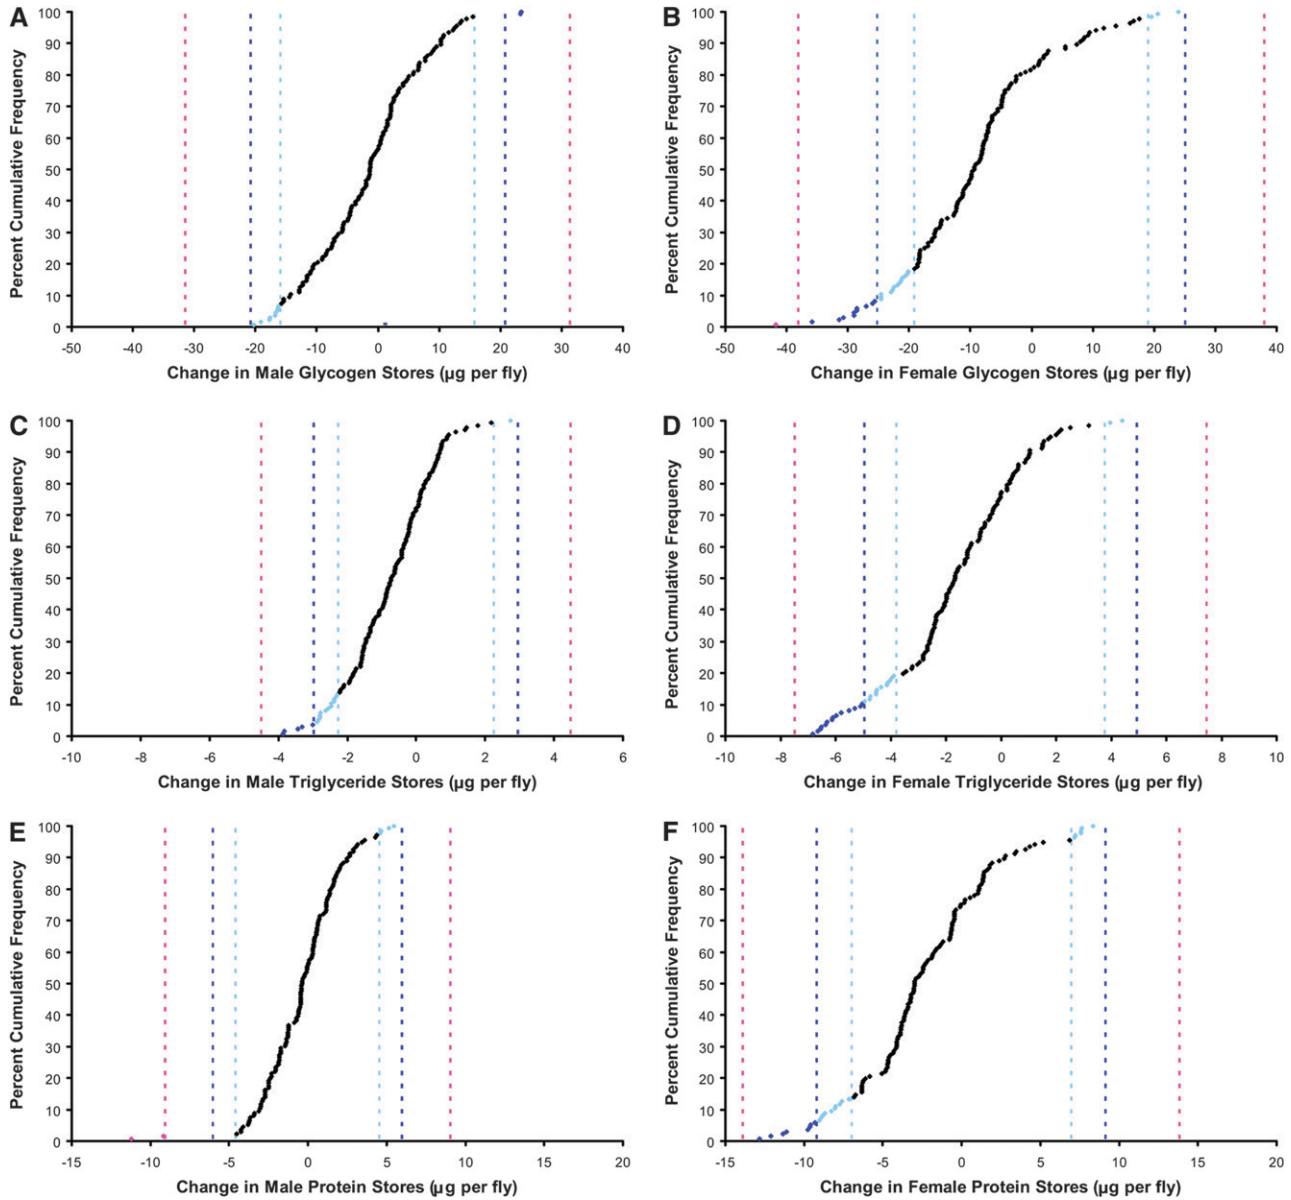 A
Percent Cumulative Frequency
100
90
80
70
60
50
40
30
20
10
0
-50 -40 -30 -20 -10 0 10 20 30 40
Change in Male Glycogen Stores (µg per fly)
B
Percent Cumulative Frequency
100
90
80
70
60
50
40
30
20
10
0
-50 -40 -30 -20 -10 0 10 20 30 40
Change in Female Glycogen Stores (µg per fly)
C
Percent Cumulative Frequency
100
90
80
70
60
50
40
30
20
10
0
-10 -8 -6 -4 -2 0 2 4 6
Change in Male Triglyceride Stores (µg per fly)
D
Percent Cumulative Frequency
100
90
80
70
60
50
40
30
20
10
0
-10 -8 -6 -4 -2 0 2 4 6 8 10
Change in Female Triglyceride Stores (µg per fly)
E
Percent Cumulative Frequency
100
90
80
70
60
50
40
30
20
10
0
-15 -10 -5 0 5 10 15 20
Change in Male Protein Stores (µg per fly)
F
Percent Cumulative Frequency
100
90
80
70
60
50
40
30
20
10
0
-15 -10 -5 0 5 10 15 20
Change in Female Protein Stores (µg per fly)